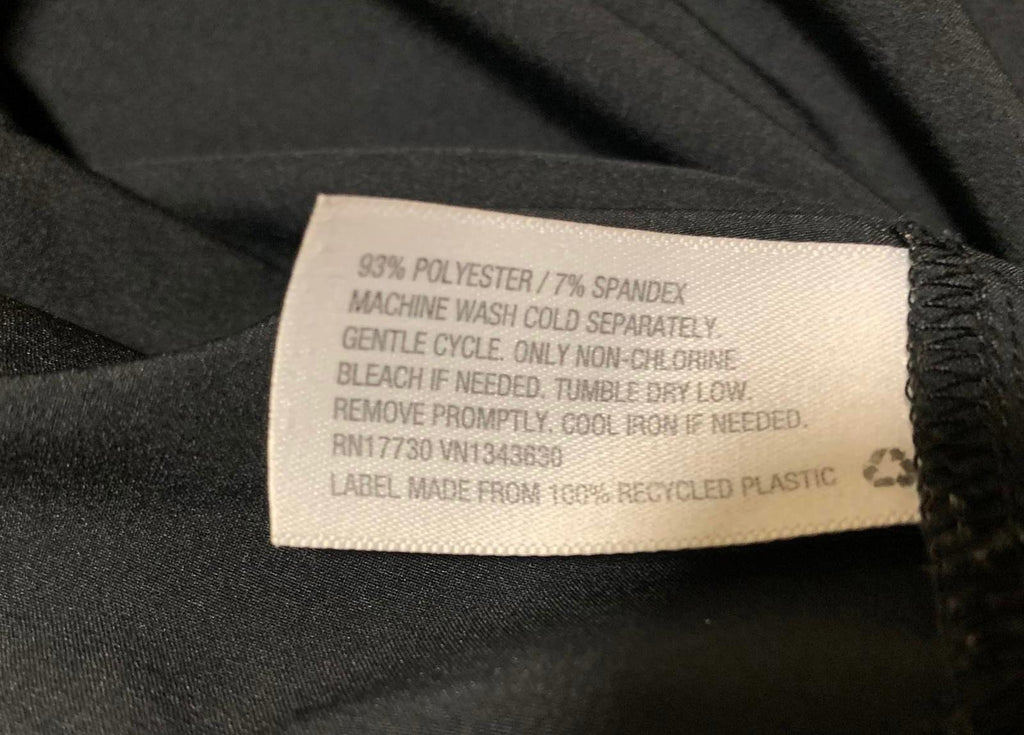 93% POLYESTER / 7% SPANDEX
MACHINE WASH COLD SEPARATELY.
GENTLE CYCLE. ONLY NON-CHLORINE
BLEACH IF NEEDED. TUMBLE DRY LOW.
REMOVE PROMPTLY. COOL IRON IF NEEDED.
RN17730 VN1343630
LABEL MADE FROM 100% RECYCLED PLASTIC